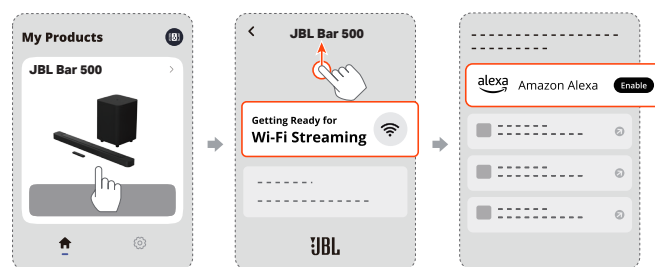 My Products
JBL Bar 500
JBL Bar 500
Getting Ready for
Wi-Fi Streaming
JBL
alexa
Amazon Alexa
Enable